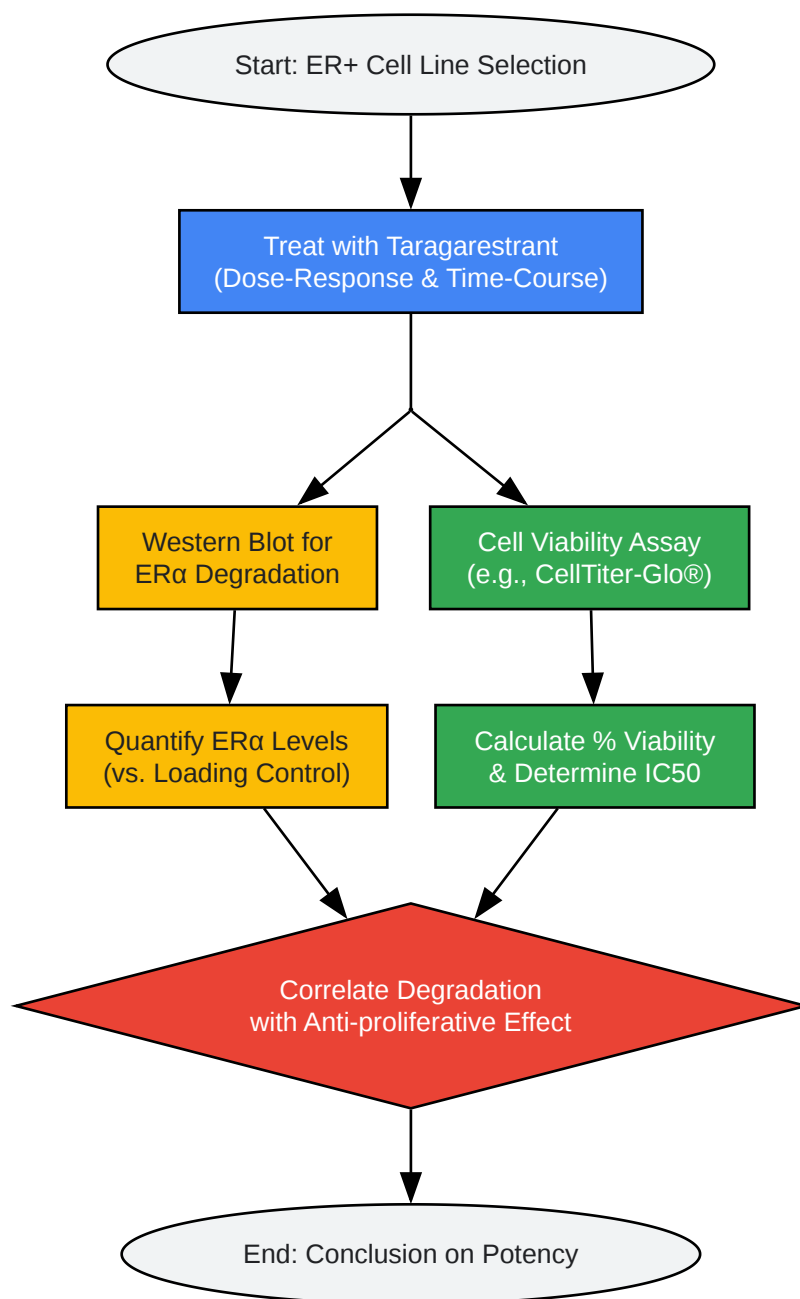 Start: ER+ Cell Line Selection
Treat with Taragarestrant
(Dose-Response & Time-Course)
Western Blot for
ERα Degradation
Cell Viability Assay
(e.g., CellTiter-Glo®)
Quantify ERα Levels
(vs. Loading Control)
Calculate % Viability
& Determine IC50
Correlate Degradation
with Anti-proliferative Effect
End: Conclusion on Potency